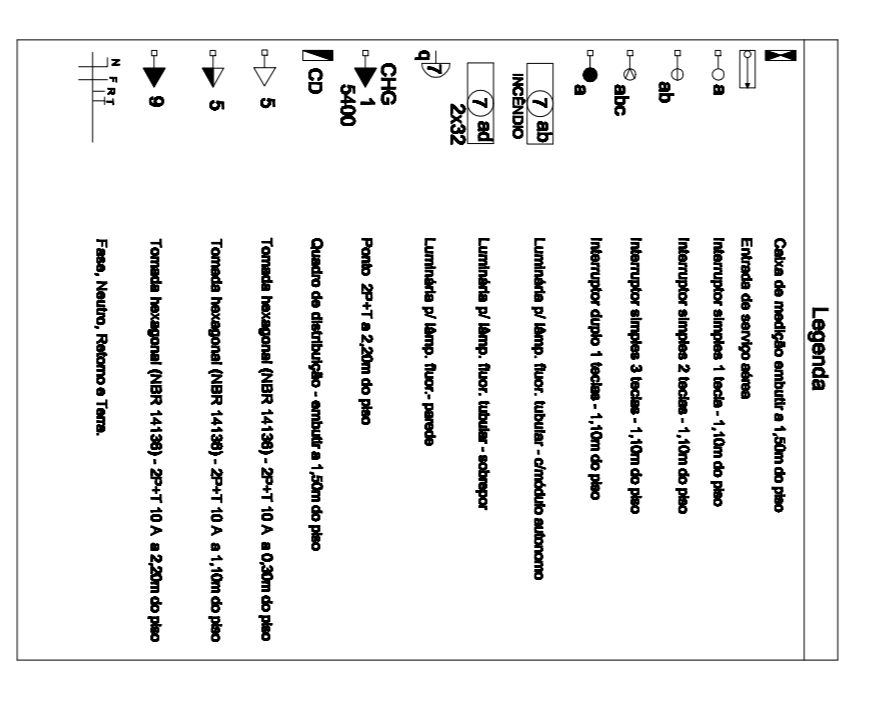 Legenda
Caixa de medição embutir a 1,50m do piso
Entrada de serviço aérea
a Interruptor simples 1 tecla - 1,10m do piso
ab Interruptor simples 2 teclas - 1,10m do piso
abc Interruptor simples 3 teclas - 1,10m do piso
a Interruptor duplo 1 teclas - 1,10m do piso
7 ab
INCÊNDIO
Luminária p/ lâmp. fluor. tubular - c/módulo autonomo
7 ad
2x32
Luminária p/ lâmp. fluor. tubular - sobrepor
7
q
Luminária p/ lâmp. fluor.- parede
CHG
1
5400
Ponto 2P+T a 2,20m do piso
CD Quadro de distribuição - embutir a 1,50m do piso
5 Tomada hexagonal (NBR 14136) - 2P+T 10 A a 0,30m do piso
5 Tomada hexagonal (NBR 14136) - 2P+T 10 A a 1,10m do piso
9 Tomada hexagonal (NBR 14136) - 2P+T 10 A a 2,20m do piso
N F R T
Fase, Neutro, Retorno e Terra.